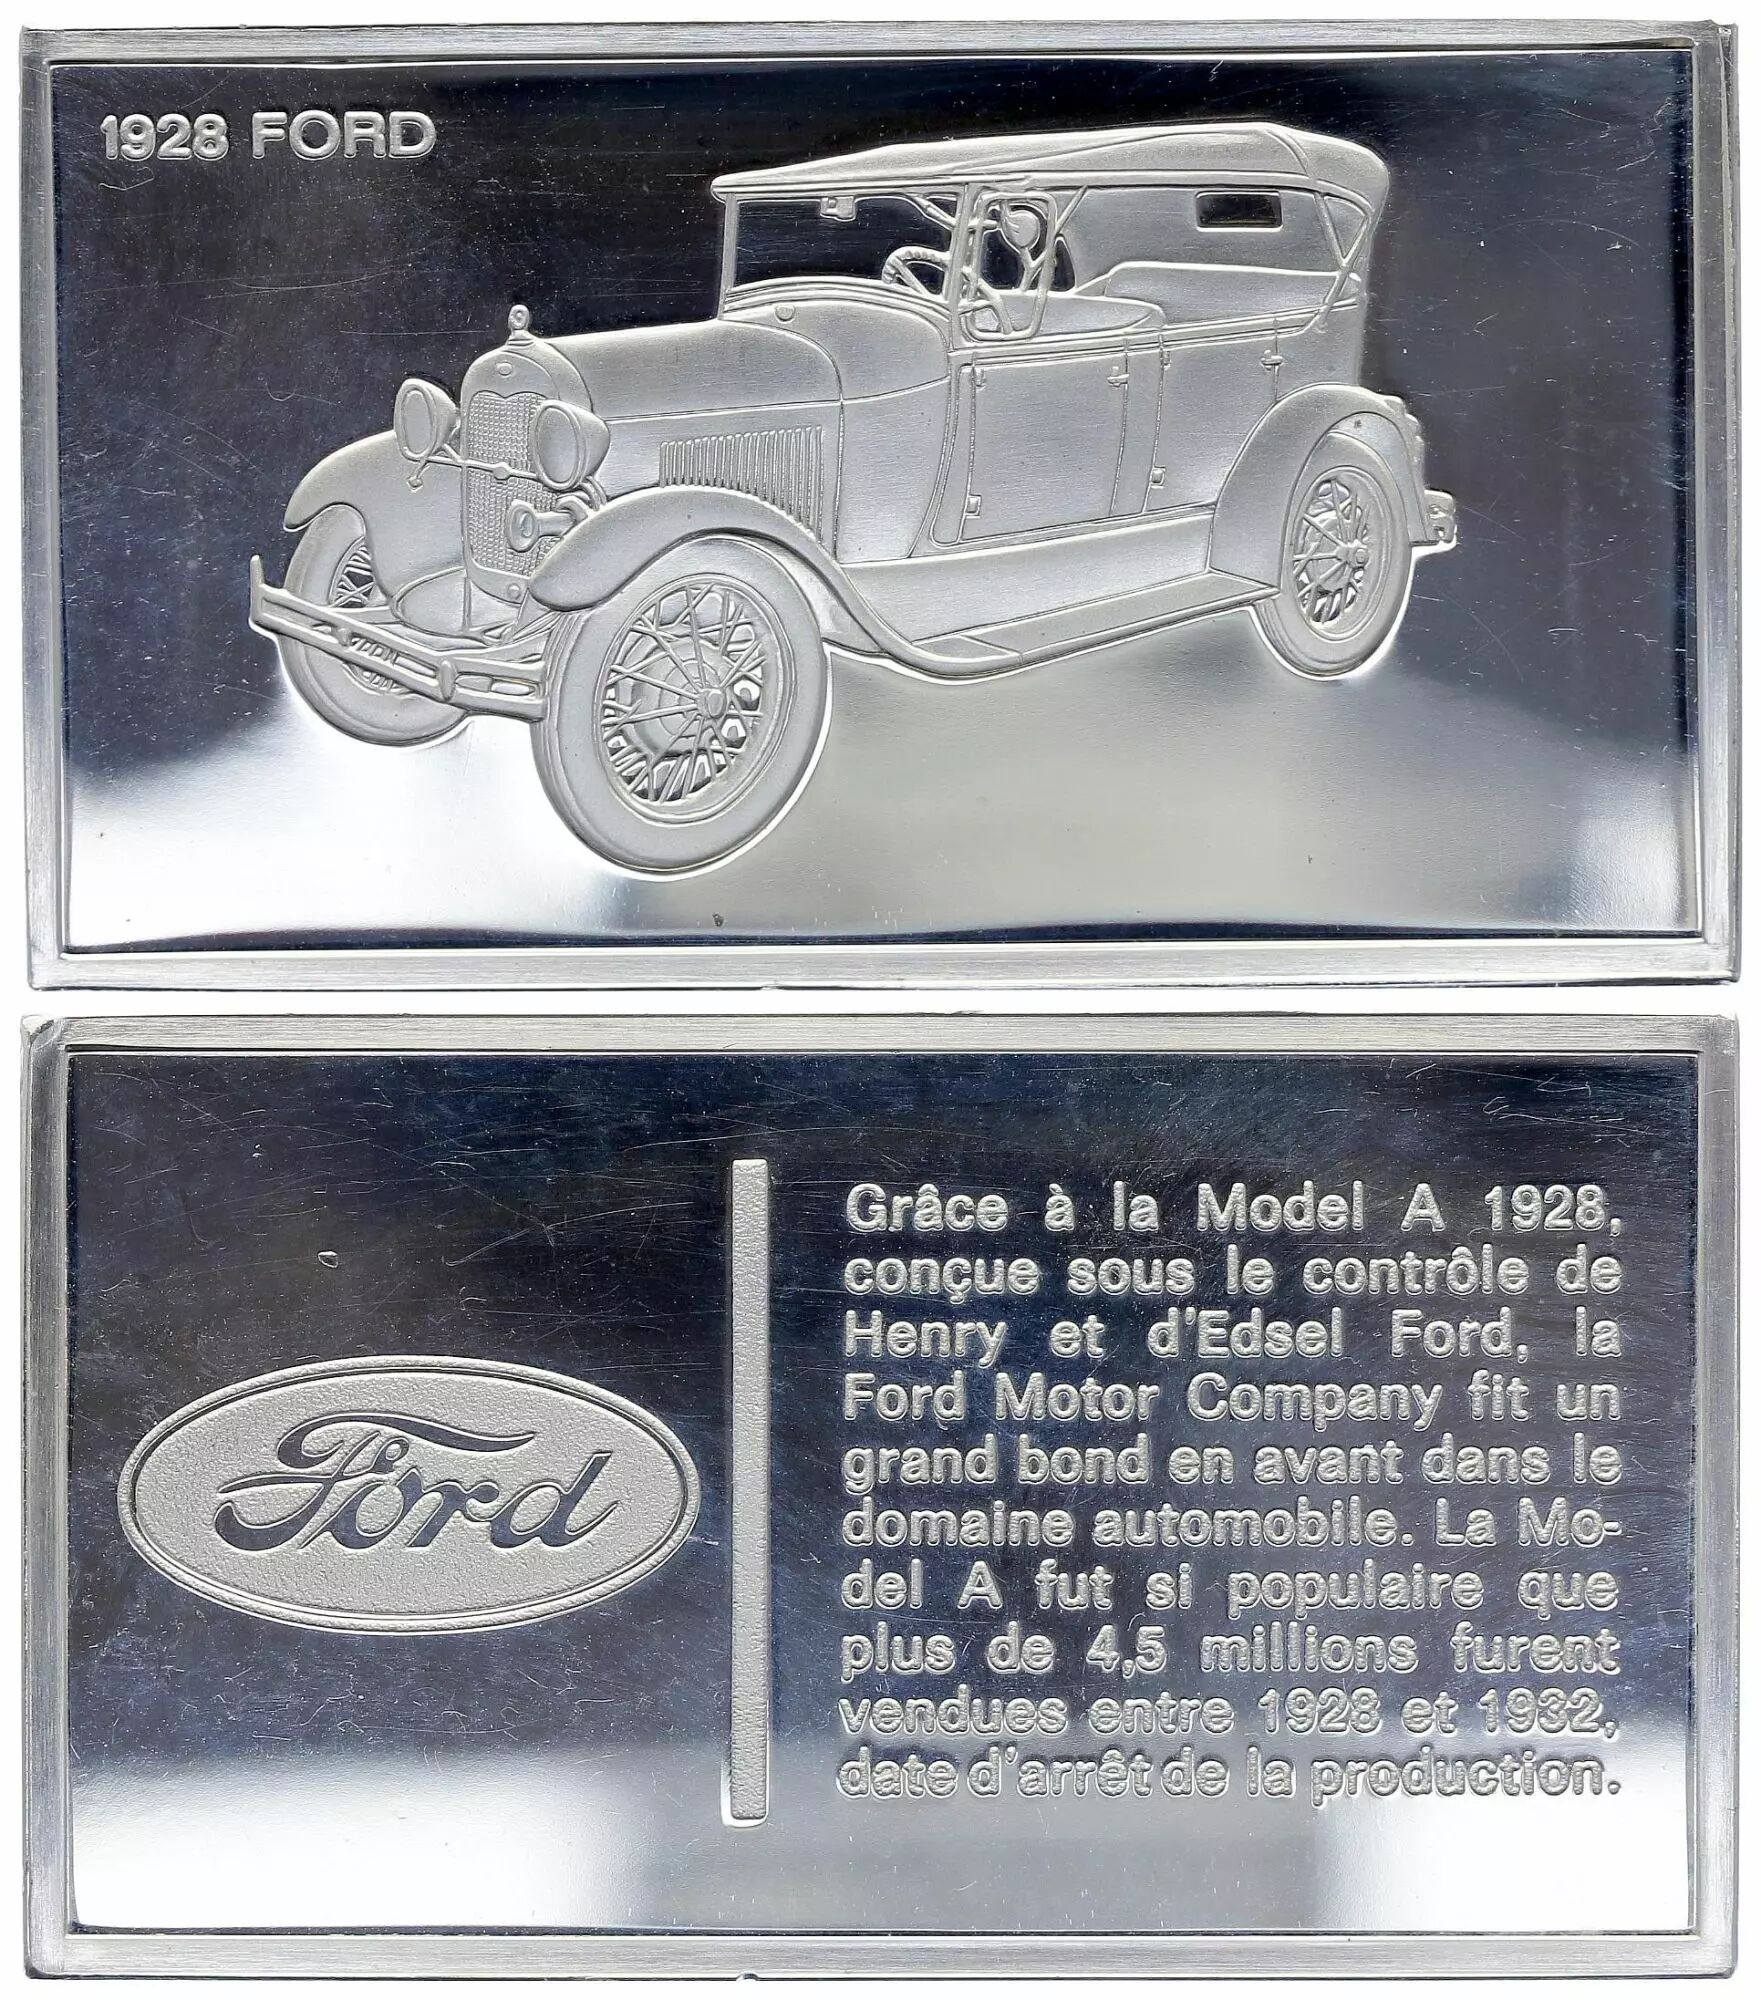 1928 FORD
Ford
Grâce à la Model A 1928,
conçue sous le contrôle de
Henry et d'Edsel Ford, la
Ford Motor Company fit un
grand bond en avant dans le
domaine automobile. La Mo-
del A fut si populaire que
plus de 4,5 millions furent
vendues entre 1928 et 1932,
date d'arrêt de la production.